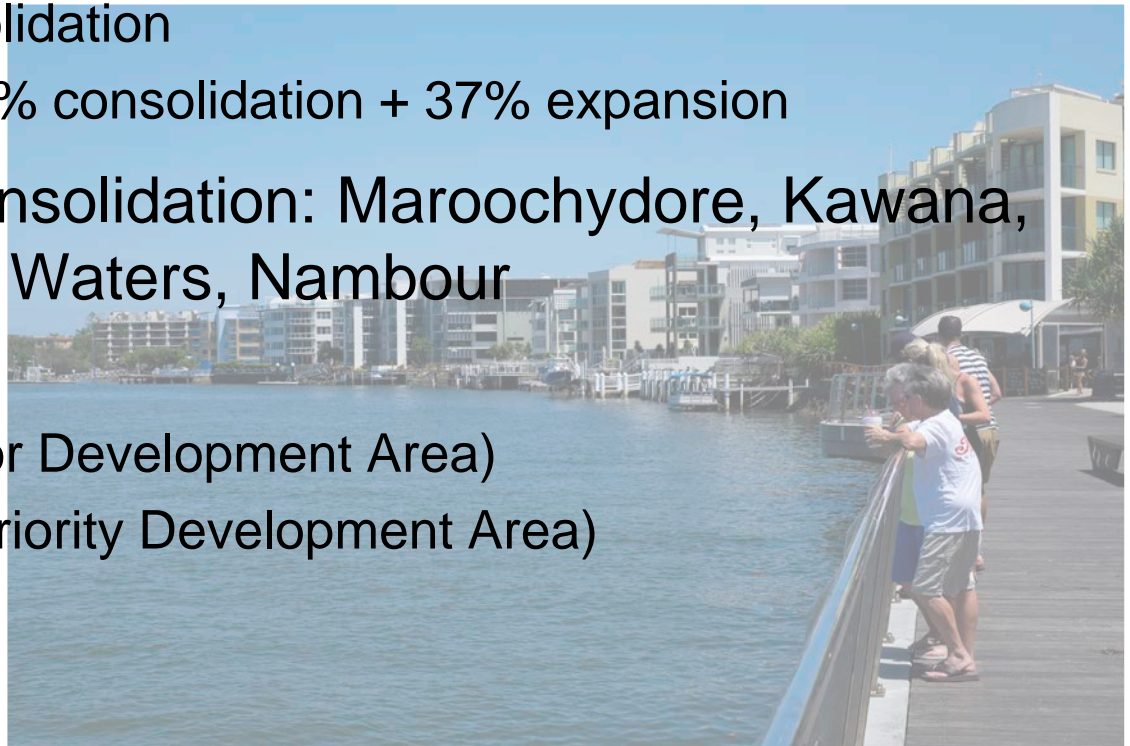 lidation
% consolidation + 37% expansion
nsolidation: Maroochydore, Kawana,
Waters, Nambour
r Development Area)
riority Development Area)